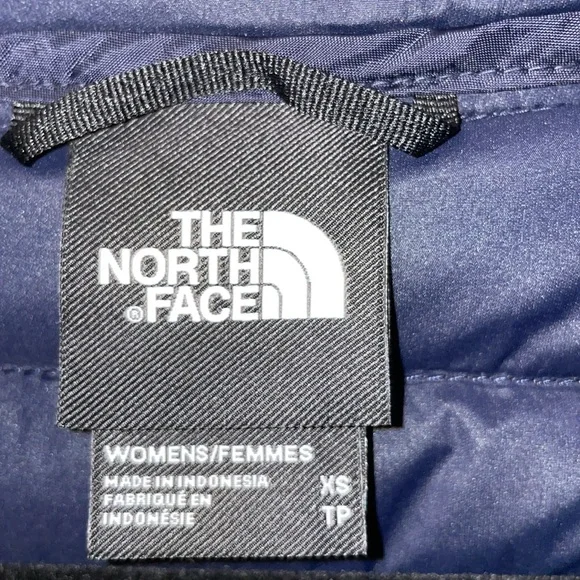 THE
NORTH
®FACE
WOMENS/FEMMES
MADE IN INDONESIA XS
FABRIQUÉ EN
INDONÉSIE TP